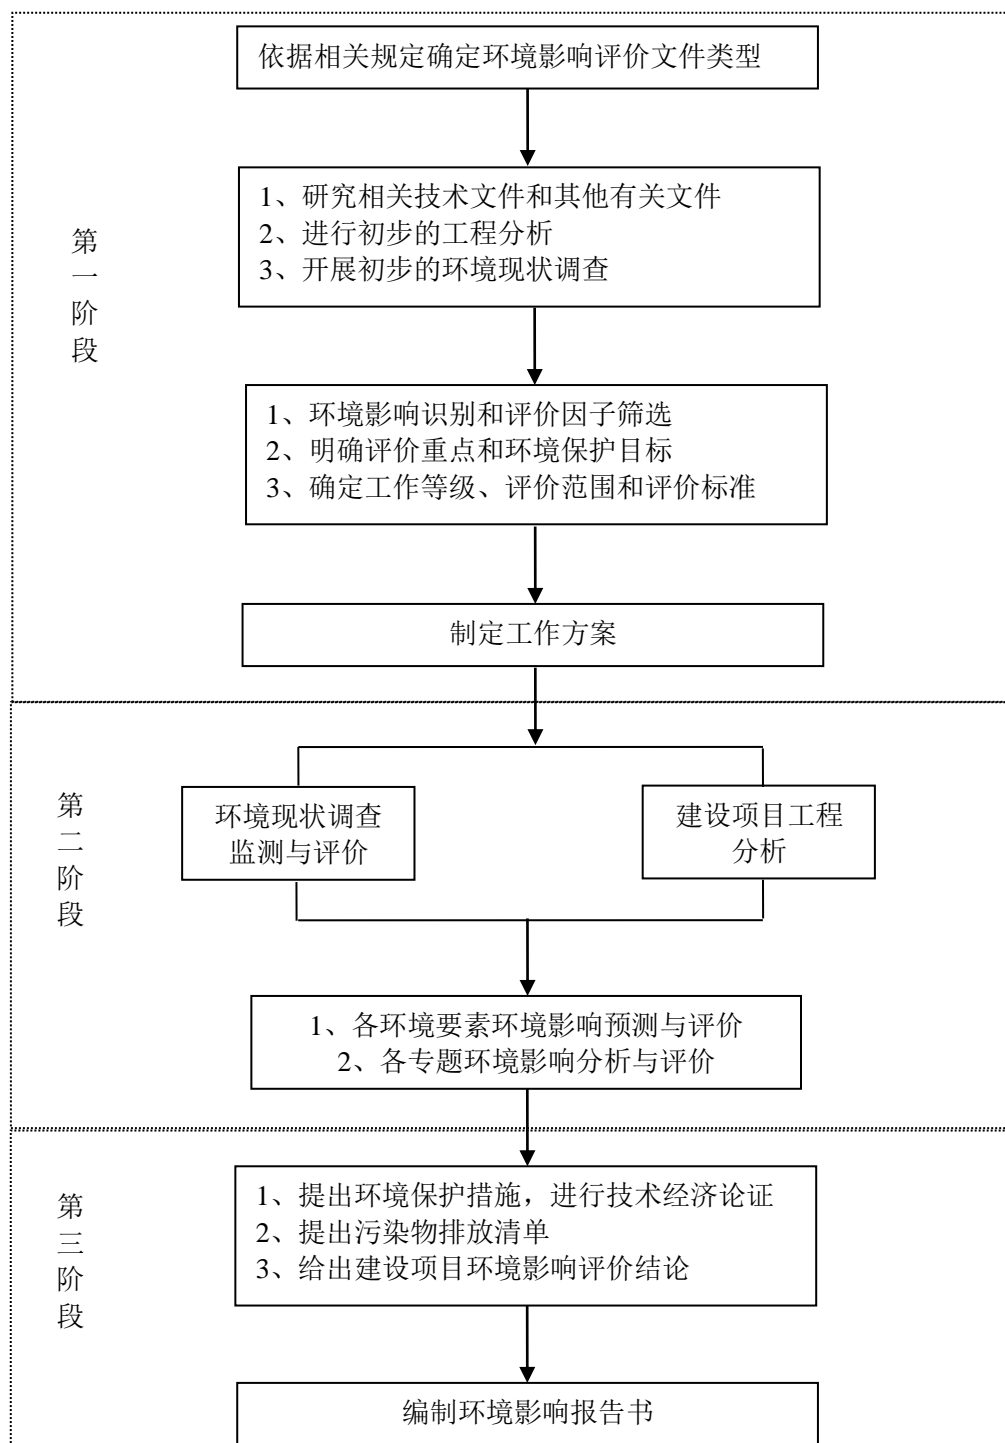 依据相关规定确定环境影响评价文件类型
1、研究相关技术文件和其他有关文件
2、进行初步的工程分析
3、开展初步的环境现状调查
第一阶段
1、环境影响识别和评价因子筛选
2、明确评价重点和环境保护目标
3、确定工作等级、评价范围和评价标准
制定工作方案
第二阶段
环境现状调查
监测与评价
建设项目工程
分析
1、各环境要素环境影响预测与评价
2、各专题环境影响分析与评价
第三阶段
1、提出环境保护措施，进行技术经济论证
2、提出污染物排放清单
3、给出建设项目环境影响评价结论
编制环境影响报告书